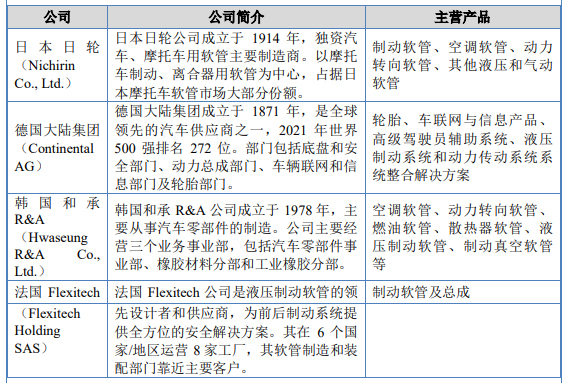 公司 公司简介 主营产品
日本日轮
（Nichirin
Co., Ltd.）
日本日轮公司成立于 1914 年，独资汽
车、摩托车用软管主要制造商。以摩托
车制动、离合器用软管为中心，占据日
本摩托车软管市场大部分份额。
制动软管、空调软管、动力
转向软管、其他液压和气动
软管
德国大陆集团
（Continental
AG）
德国大陆集团成立于 1871 年，是全球
领先的汽车供应商之一，2021 年世界
500 强排名 272 位。部门包括底盘和
安全部门、动力总成部门、车辆联网和
信息部门及轮胎部门。
轮胎、车联网与信息产品、
高级驾驶员辅助系统、液压
制动系统和动力传动系统系
统整合解决方案
韩国和承
R&A
（Hwaseung
R&A Co.,
Ltd.）
韩国和承 R&A 公司成立于 1978 年，主
要从事汽车零部件的制造。公司主要经
营三个业务事业部，包括汽车零部件事
业部、橡胶材料分部和工业橡胶分部。
空调软管、动力转向软管、
燃油软管、散热器软管、液
压制动软管、制动真空软管
等
法国 Flexitech
（Flexitech
Holding
SAS）
法国 Flexitech 公司是液压制动软管的领
先设计者和供应商，为前后制动系统提
供全方位的安全解决方案。其在 6 个国
家/地区运营 8 家工厂，其软管制造和装
配部门靠近主要客户。
制动软管及总成